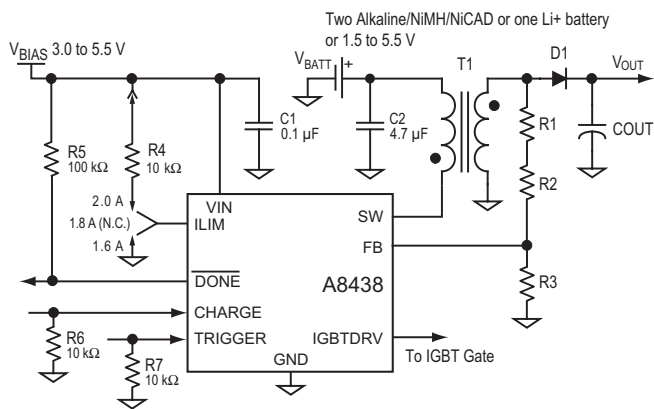 Two Alkaline/NiMH/NiCAD or one Li+ battery
or 1.5 to 5.5 V
VBIAS 3.0 to 5.5 V
VBATT
+
T1
D1
VOUT
C1
0.1 µF
C2
4.7 µF
R1
COUT
R5
100 kΩ
R4
10 kΩ
R2
2.0 A
1.8 A (N.C.)
1.6 A
VIN
ILIM
SW
FB
DONE
A8438
R3
CHARGE
TRIGGER
IGBTDRV
To IGBT Gate
R6
10 kΩ
R7
10 kΩ
GND